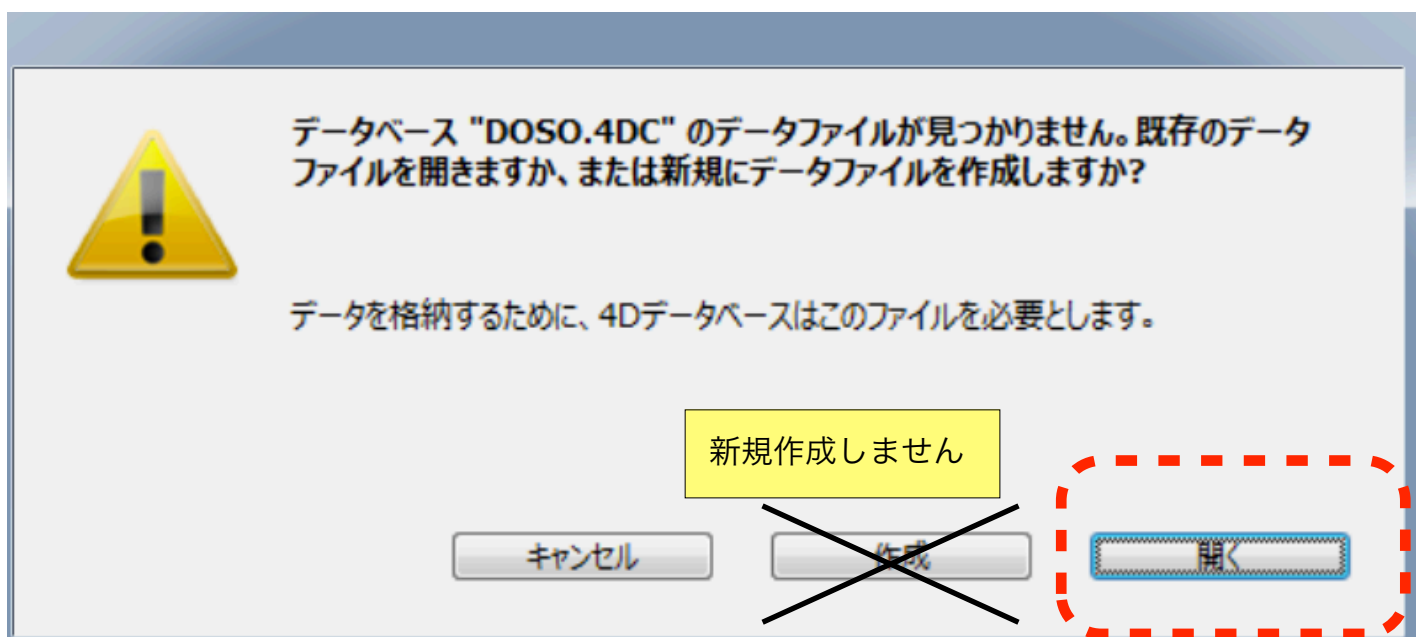 データベース "DOSO.4DC" のデータファイルが見つかりません。既存のデータ
ファイルを開きますか、または新規にデータファイルを作成しますか?
データを格納するために、4Dデータベースはこのファイルを必要とします。
新規作成しません
キャンセル
作成
開く